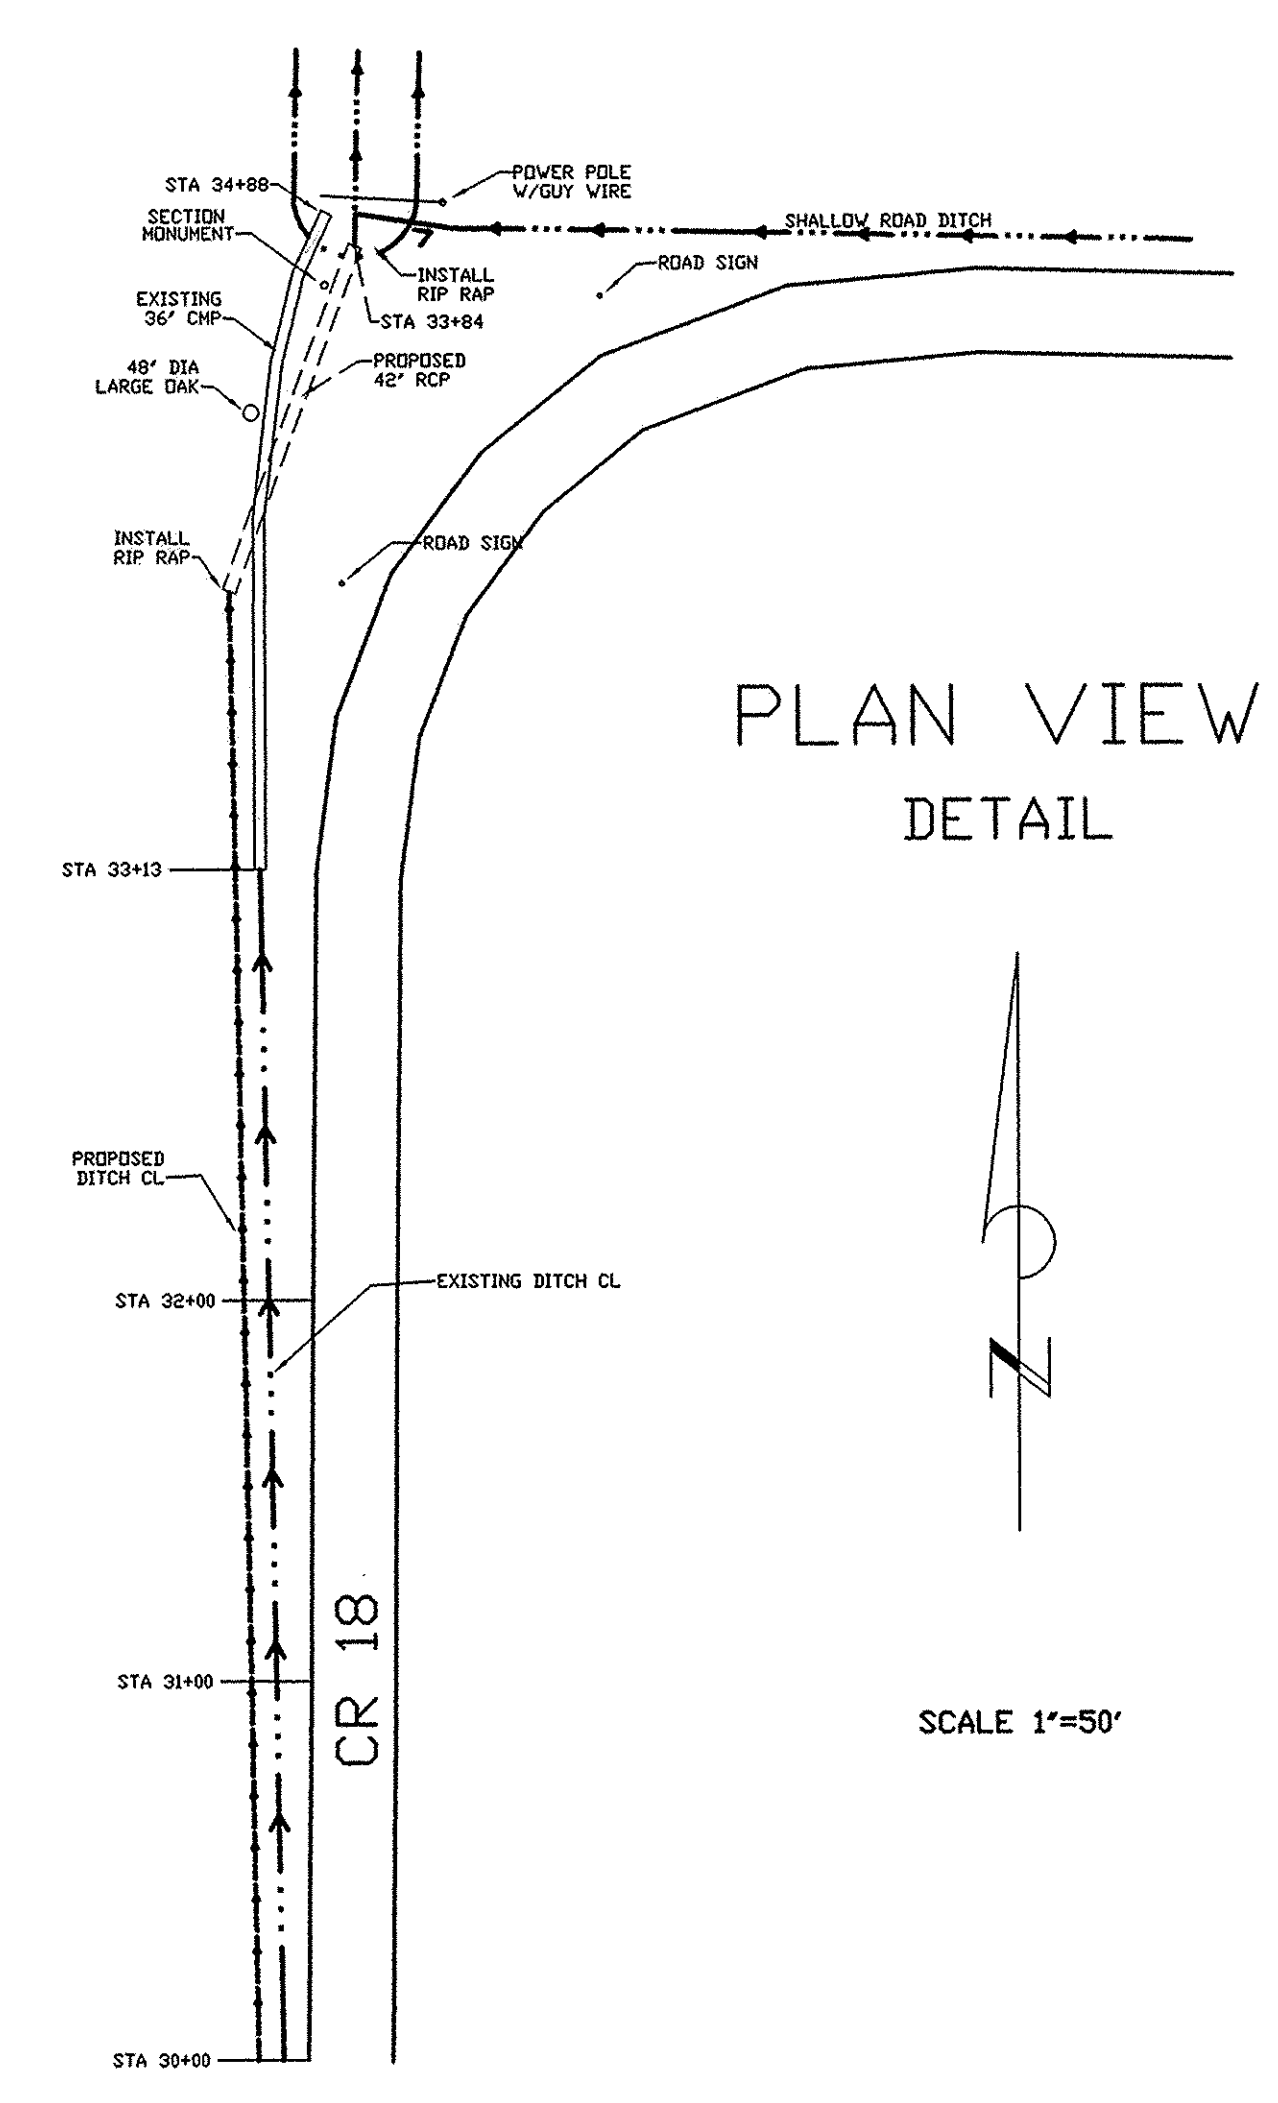 POWER POLE
W/GUY WIRE
STA 34+88
SECTION
MONUMENT
SHALLOW ROAD DITCH
ROAD SIGN
INSTALL
RIP RAP
EXISTING
36" CMP
STA 33+84
48" DIA
LARGE OAK
PROPOSED
42" RCP
INSTALL
RIP RAP
ROAD SIGN
PLAN VIEW
DETAIL
STA 33+13
PROPOSED
DITCH CL
EXISTING DITCH CL
STA 32+00
N
CR 18
STA 31+00
SCALE 1"=50'
STA 30+00